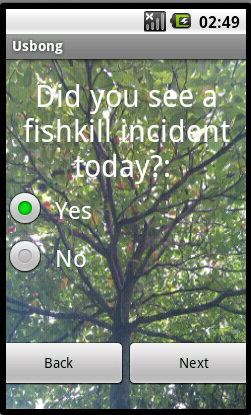 02:49
Usbong
Did you see a
fishkill incident
today?:
Yes
No
Back Next